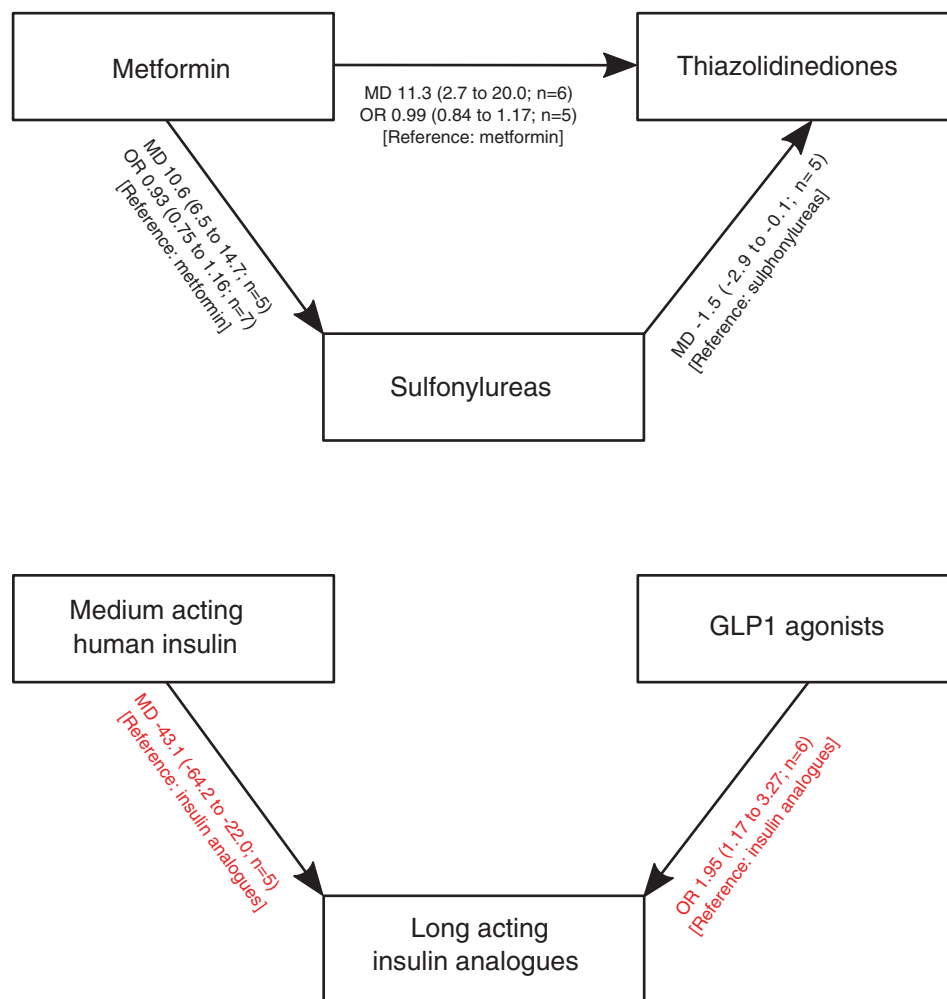 Metformin
Thiazolidinediones
MD 11.3 (2.7 to 20.0; n=6)
OR 0.99 (0.84 to 1.17; n=5)
[Reference: metformin]
MD 10.6 (6.5 to 14.7; n=5)
OR 0.93 (0.75 to 1.16; n=7)
[Reference: metformin]
MD -1.5 (-2.9 to -0.1; n= 5)
[Reference: sulphonylureas]
Sulfonylureas
Medium acting
human insulin
GLP1 agonists
MD -43.1 (-64.2 to -22.0; n=5)
[Reference: insulin analogues]
OR 1.95 (1.17 to 3.27; n=6)
[Reference: insulin analogues]
Long acting
insulin analogues